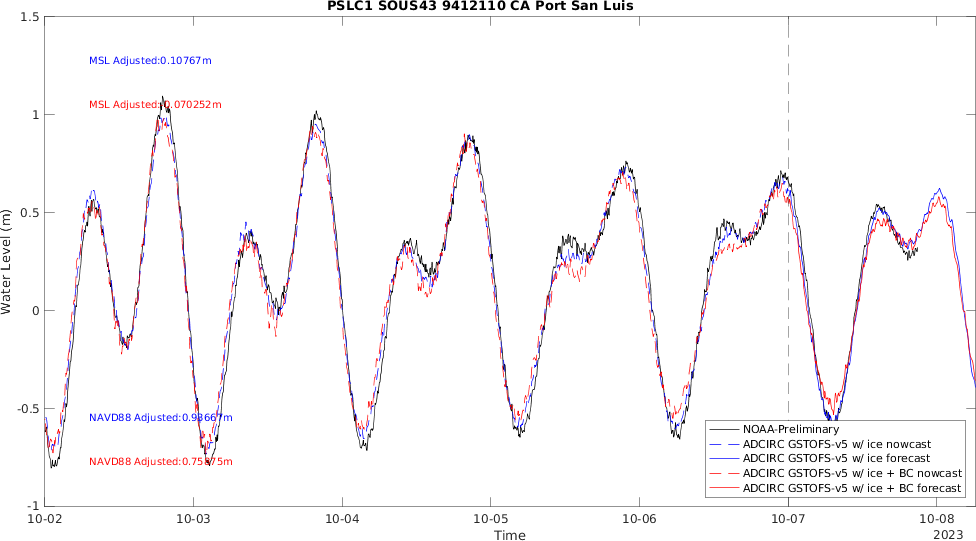 PSLC1 SOUS43 9412110 CA Port San Luis
1.5
MSL Adjusted:0.10767m
MSL Adjusted:-0.070252m
1
0.5
Water Level (m)
0
-0.5
NAVD88 Adjusted:0.93667m
NAVD88 Adjusted:
NOAA-Preliminary
ADCIRC GSTOFS-v5 w/ ice nowcast
ADCIRC GSTOFS-v5 w/ ice forecast
ADCIRC GSTOFS-v5 w/ ice + BC nowcast
ADCIRC GSTOFS-v5 w/ ice + BC forecast
-1
10-02 10-03 10-04 10-05 10-06 10-07 10-08
Time
2023